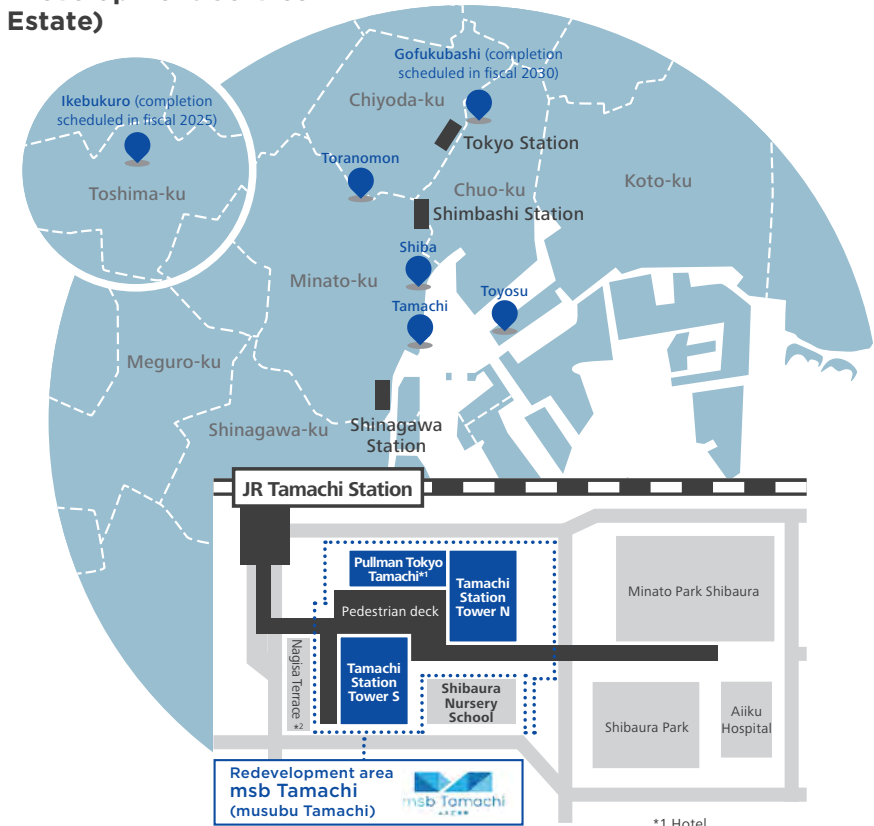 Estate)
Gofukubashi (completion
scheduled in fiscal 2030)
Chiyoda-ku
Ikebukuro (completion
scheduled in fiscal 2025)
Tokyo Station
Toranomon
Toshima-ku
Chuo-ku
Koto-ku
Shimbashi Station
Shiba
Minato-ku
Toyosu
Tamachi
Meguro-ku
Shinagawa-ku
Shinagawa
Station
JR Tamachi Station
Pullman Tokyo
Tamachi*1
Tamachi
Station
Tower N
Minato Park Shibaura
Pedestrian deck
Nagisa Terrace
*2
Tamachi
Station
Tower S
Shibaura
Nursery
School
Shibaura Park
Aiiku
Hospital
Redevelopment area
msb Tamachi
(musubu Tamachi)
msb Tamachi
*1 Hotel